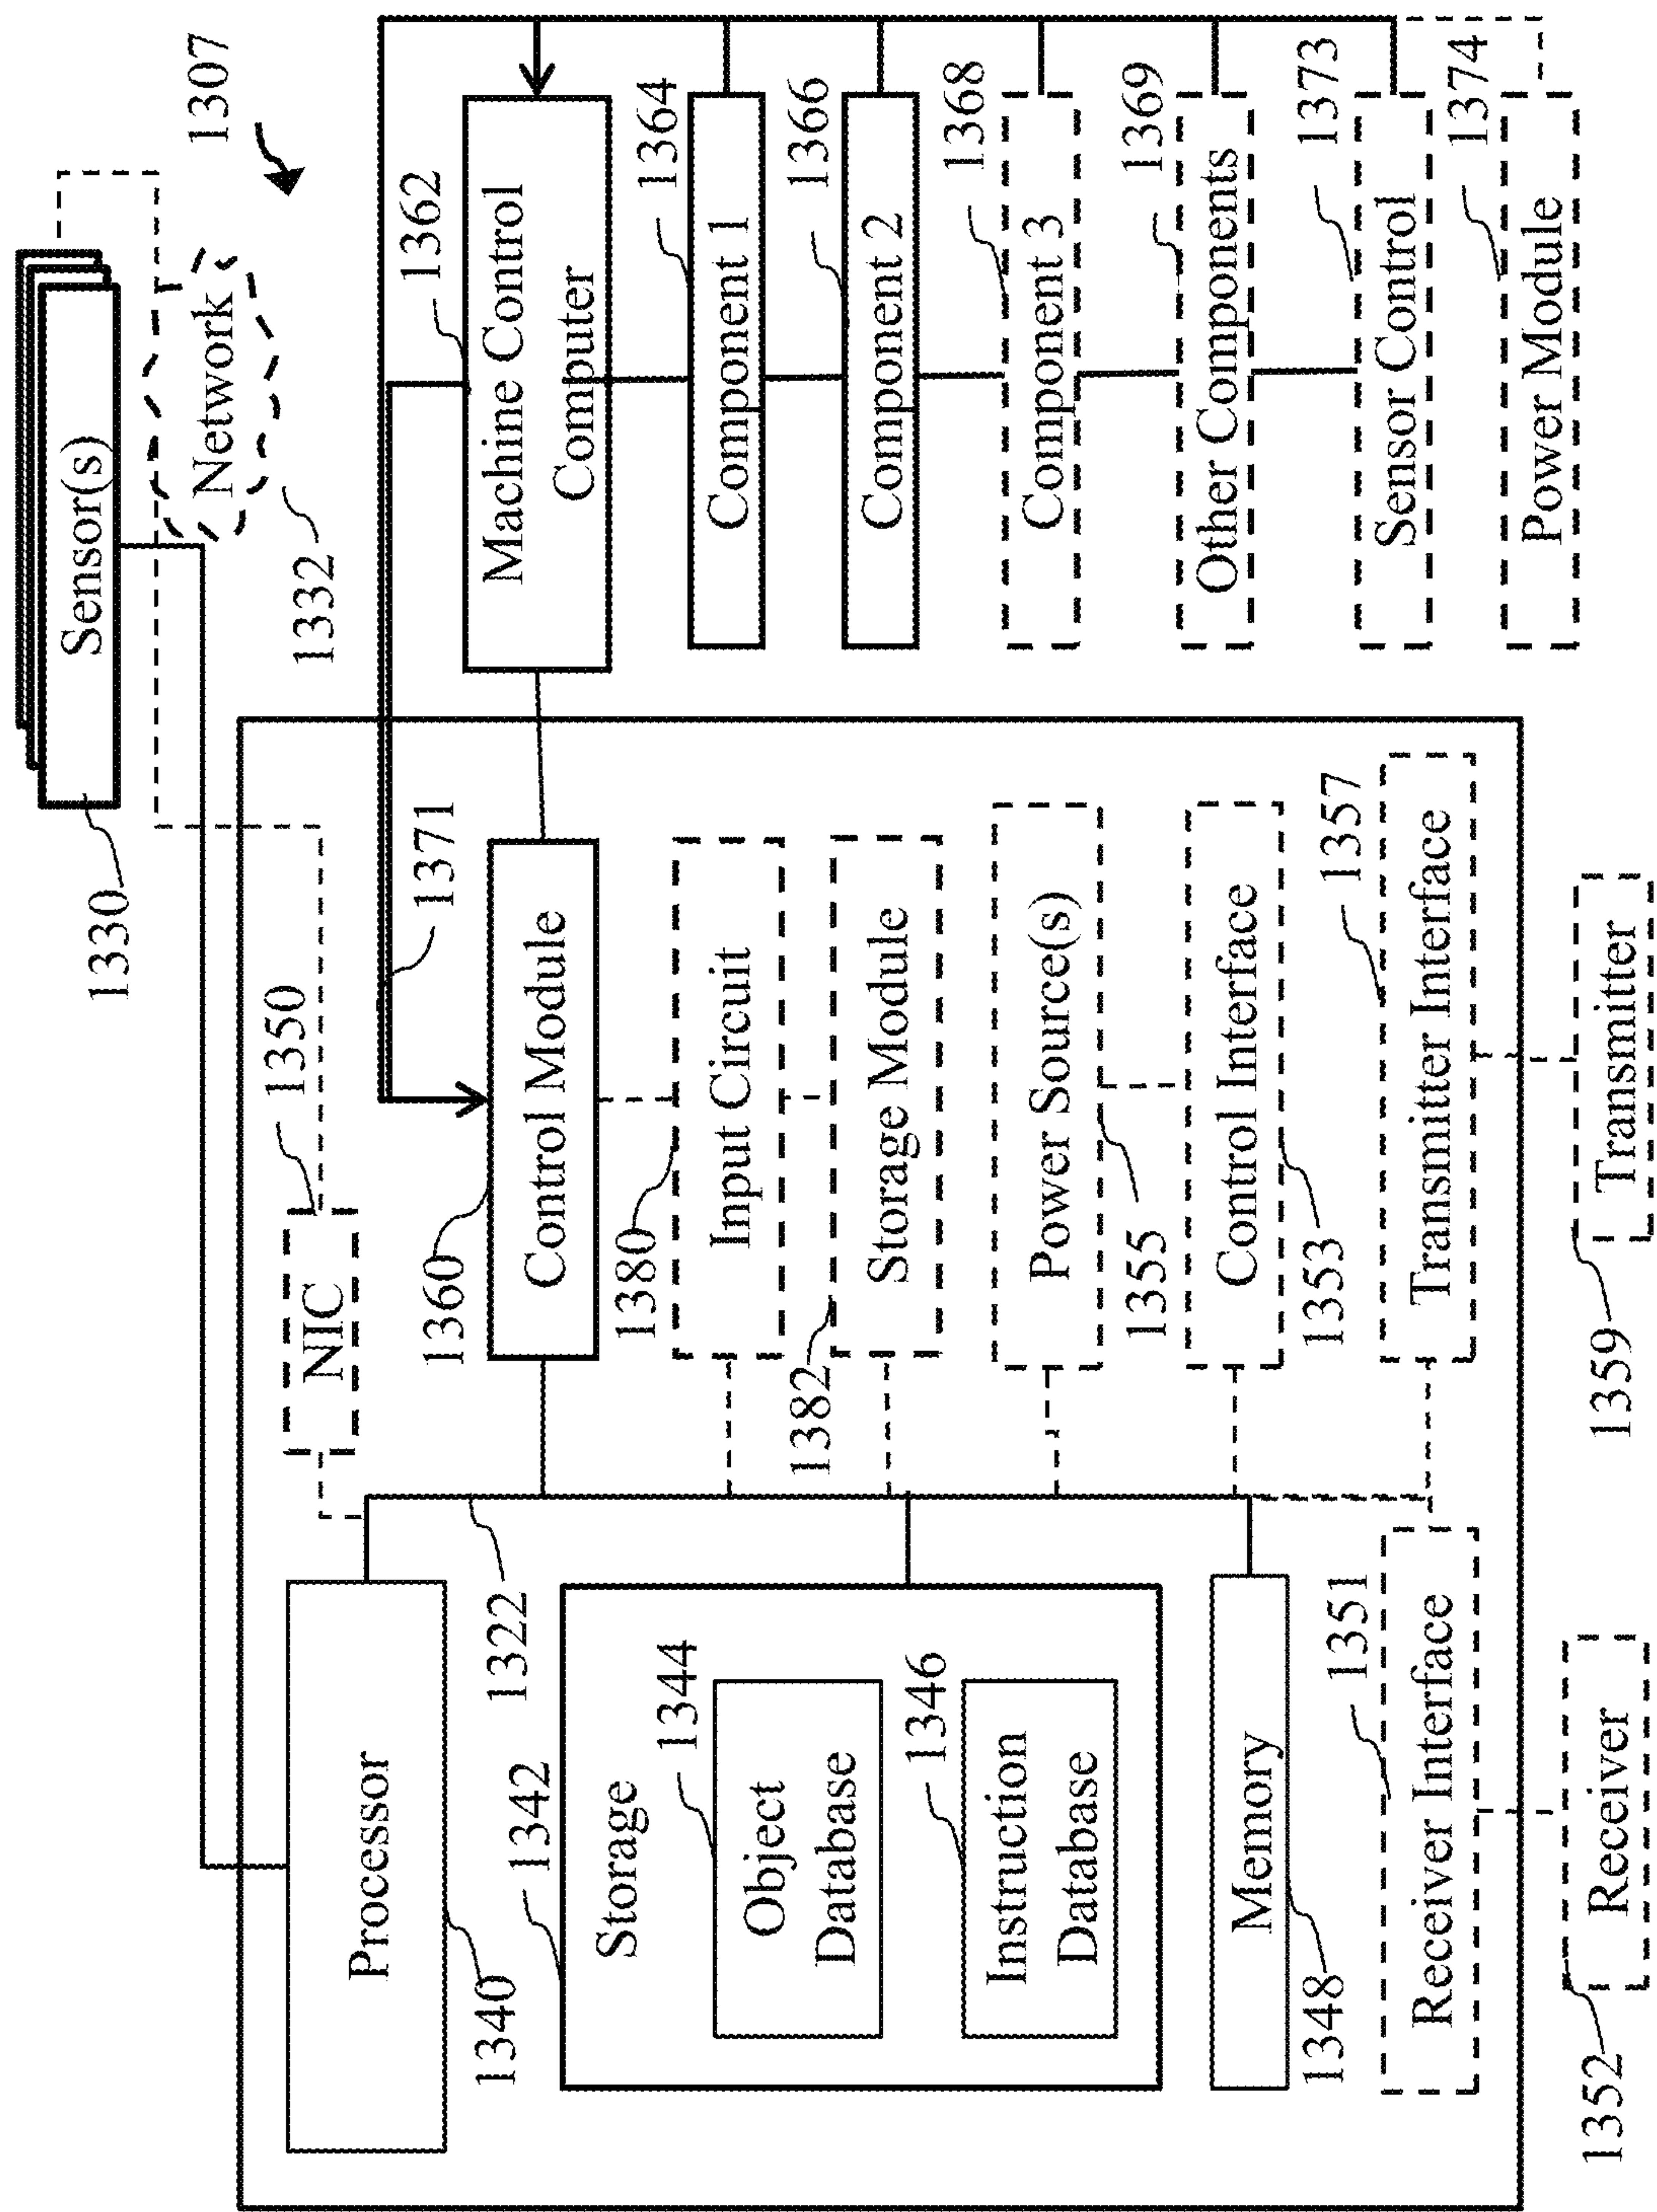 1307
Sensor(s)
1330
Network
1332
1350
NIC
Processor
1340
1322
1342
Storage
1344
Object
Database
1346
Instruction
Database
Memory
1348
1351
Receiver Interface
Receiver
1352
1371
1360
Control Module
1380
Input Circuit
1382
Storage Module
Power Source(s)
1355
Control Interface
1353
1357
Transmitter Interface
Transmitter
1359
1362
Machine Control
Computer
1364
Component 1
1366
Component 2
1368
Component 3
1369
Other Components
1373
Sensor Control
1374
Power Module